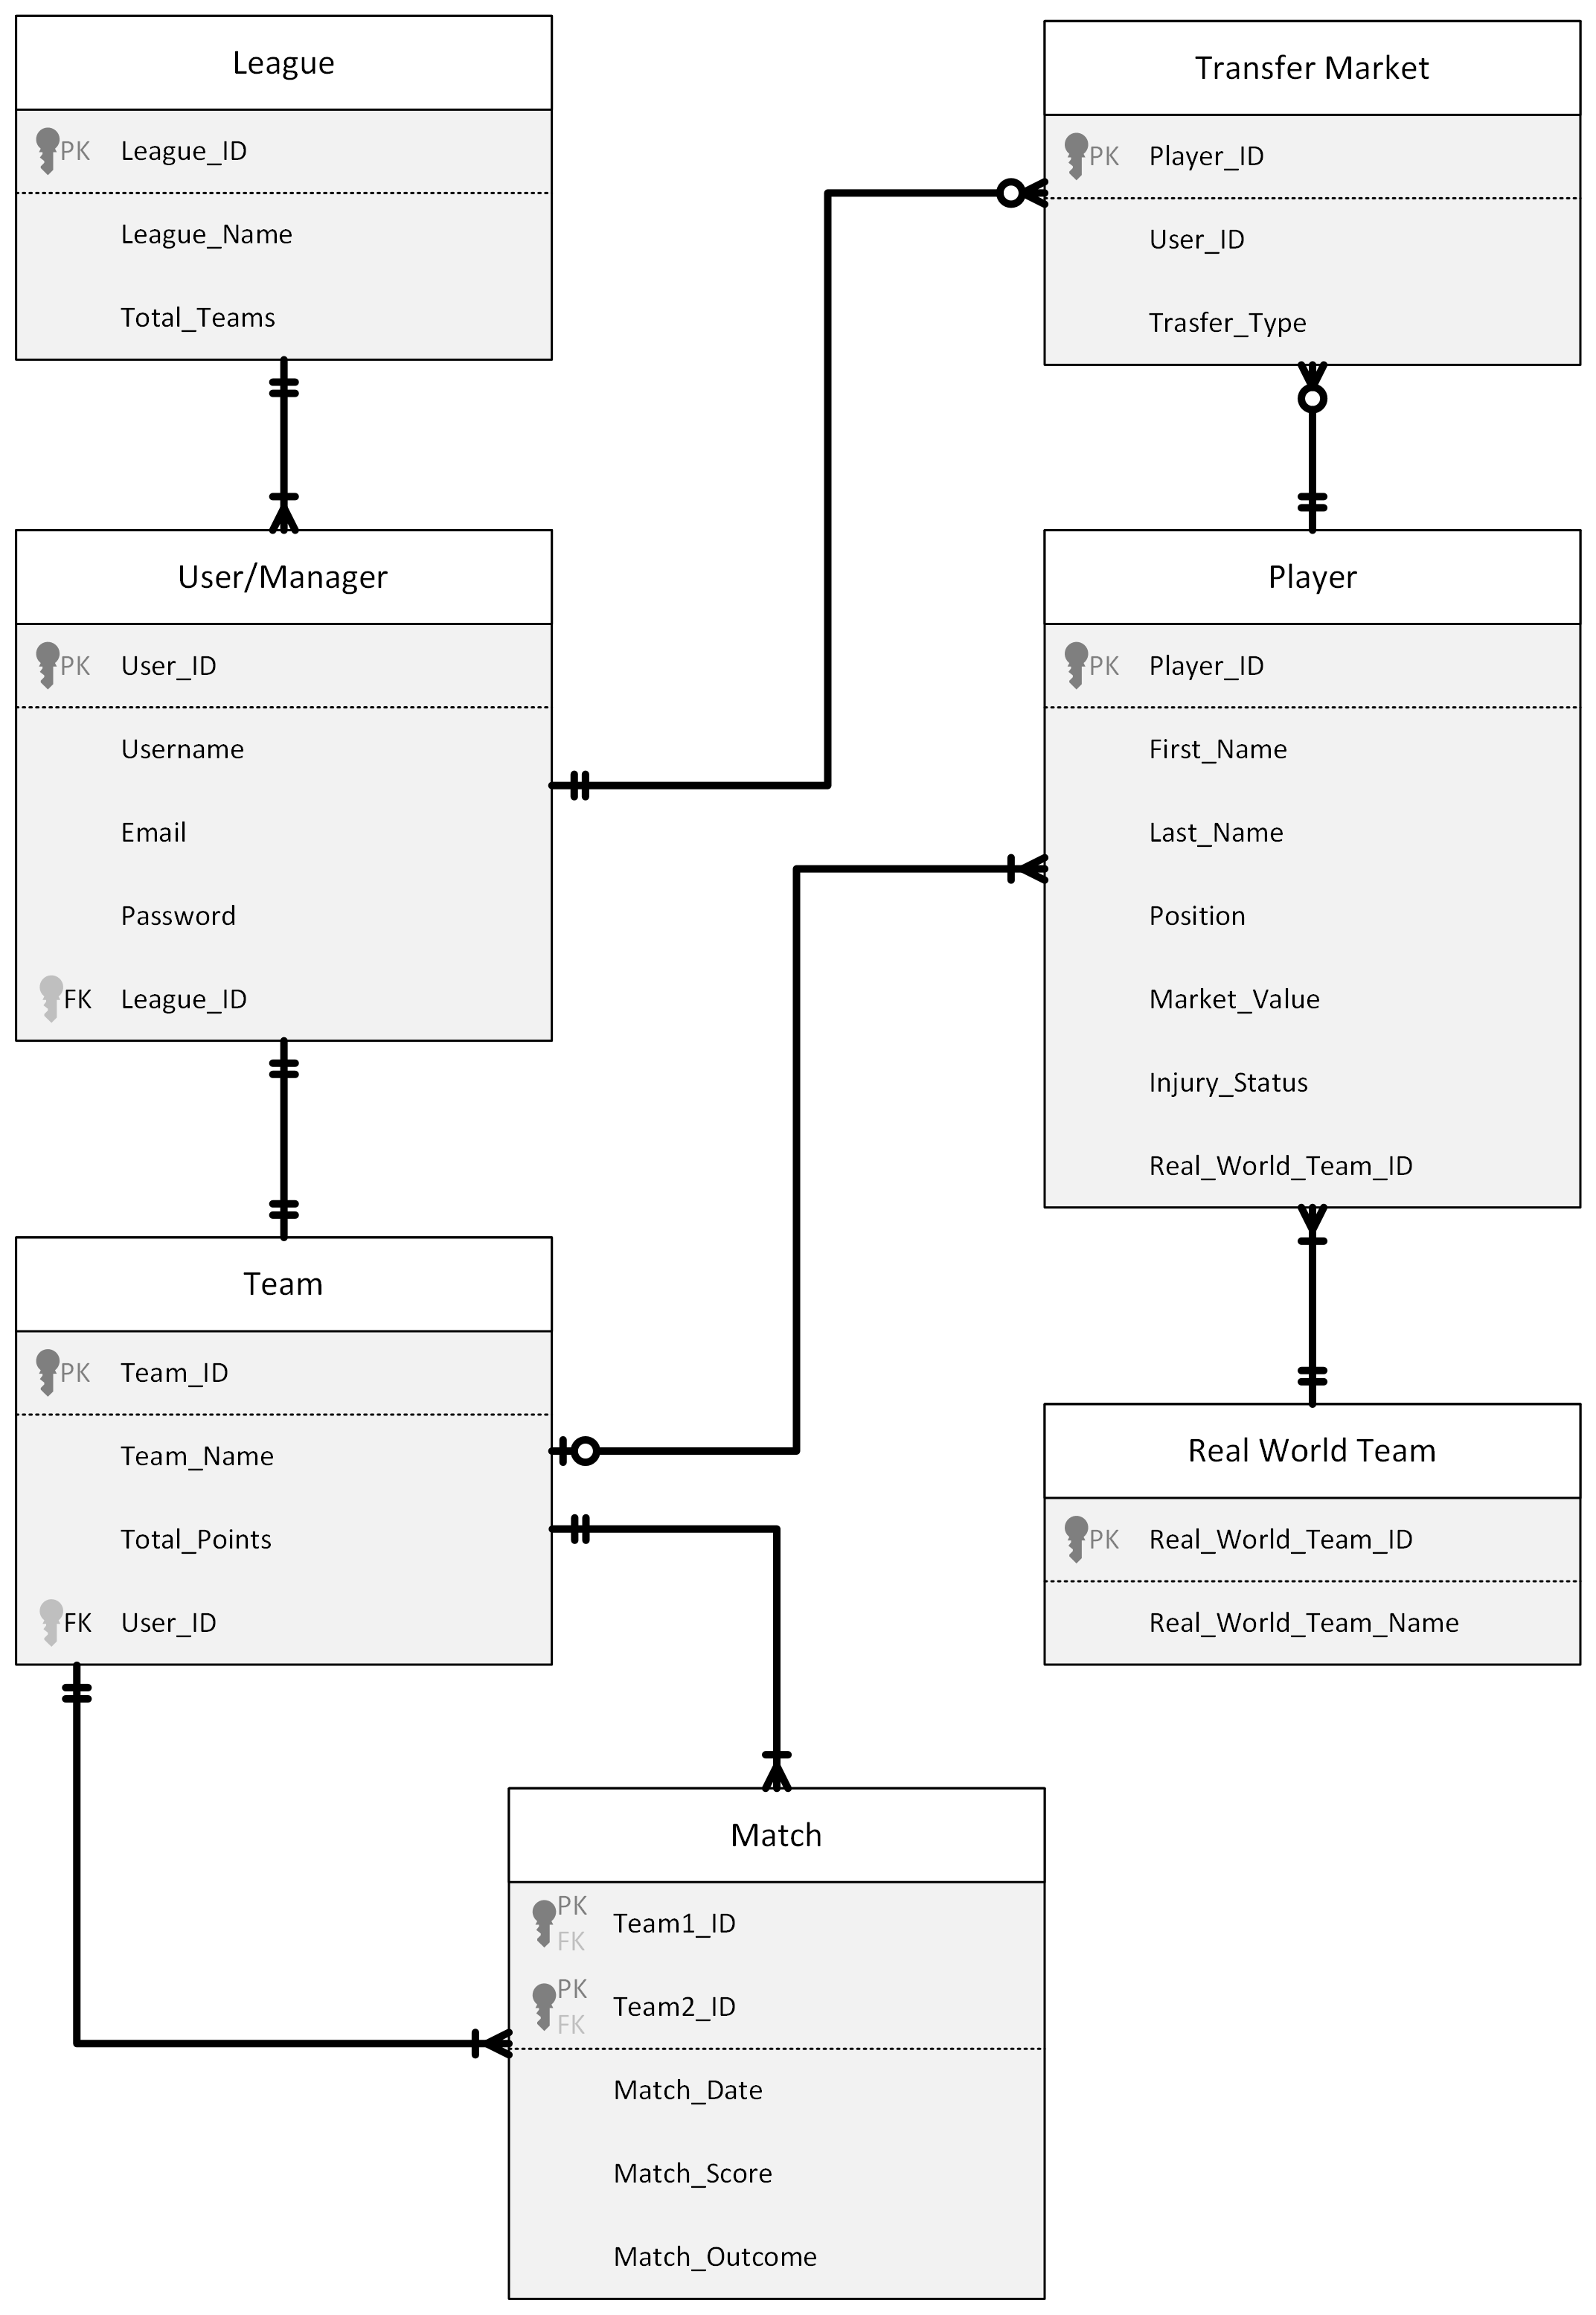 League
PK League_ID
League_Name
Total_Teams
Transfer Market
PK Player_ID
User_ID
Trasfer_Type
User/Manager
PK User_ID
Username
Email
Password
FK League_ID
Player
PK Player_ID
First_Name
Last_Name
Position
Market_Value
Injury_Status
Real_World_Team_ID
Team
PK Team_ID
Team_Name
Total_Points
FK User_ID
Real World Team
PK Real_World_Team_ID
Real_World_Team_Name
Match
PK
FK
Team1_ID
PK
FK
Team2_ID
Match_Date
Match_Score
Match_Outcome